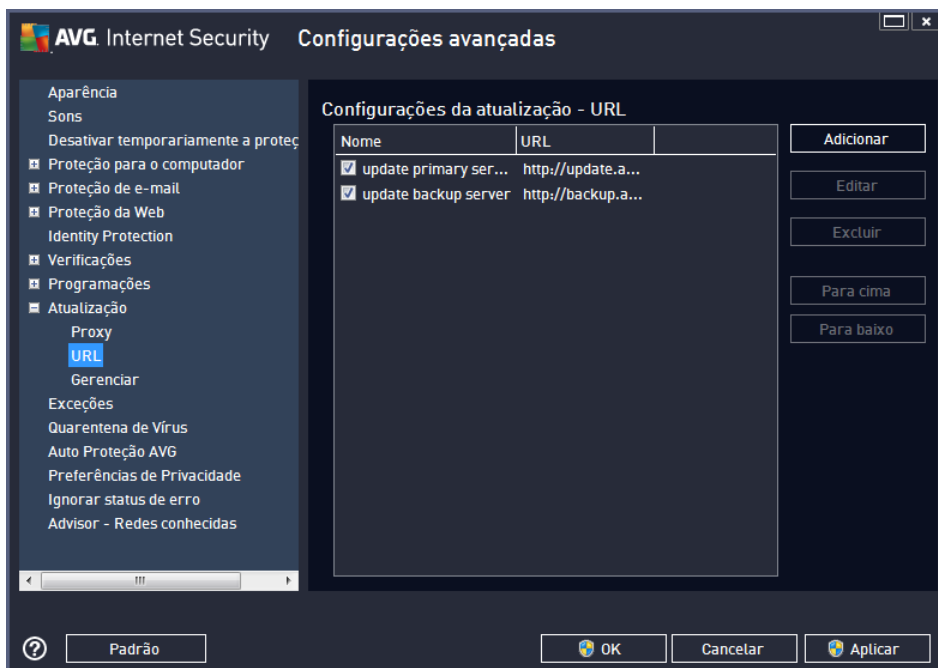 AVG. Internet Security Configurações avançadas
Aparência
Sons
Desativar temporariamente a proteç
Proteção para o computador
Proteção de e-mail
Proteção da Web
Identity Protection
Verificações
Programações
Atualização
Proxy
URL
Gerenciar
Exceções
Quarentena de Vírus
Auto Proteção AVG
Preferências de Privacidade
Ignorar status de erro
Advisor - Redes conhecidas
Configurações da atualização - URL
Nome URL
update primary ser... http://update.a...
update backup server http://backup.a...
Adicionar
Editar
Excluir
Para cima
Para baixo
Padrão
OK
Cancelar
Aplicar